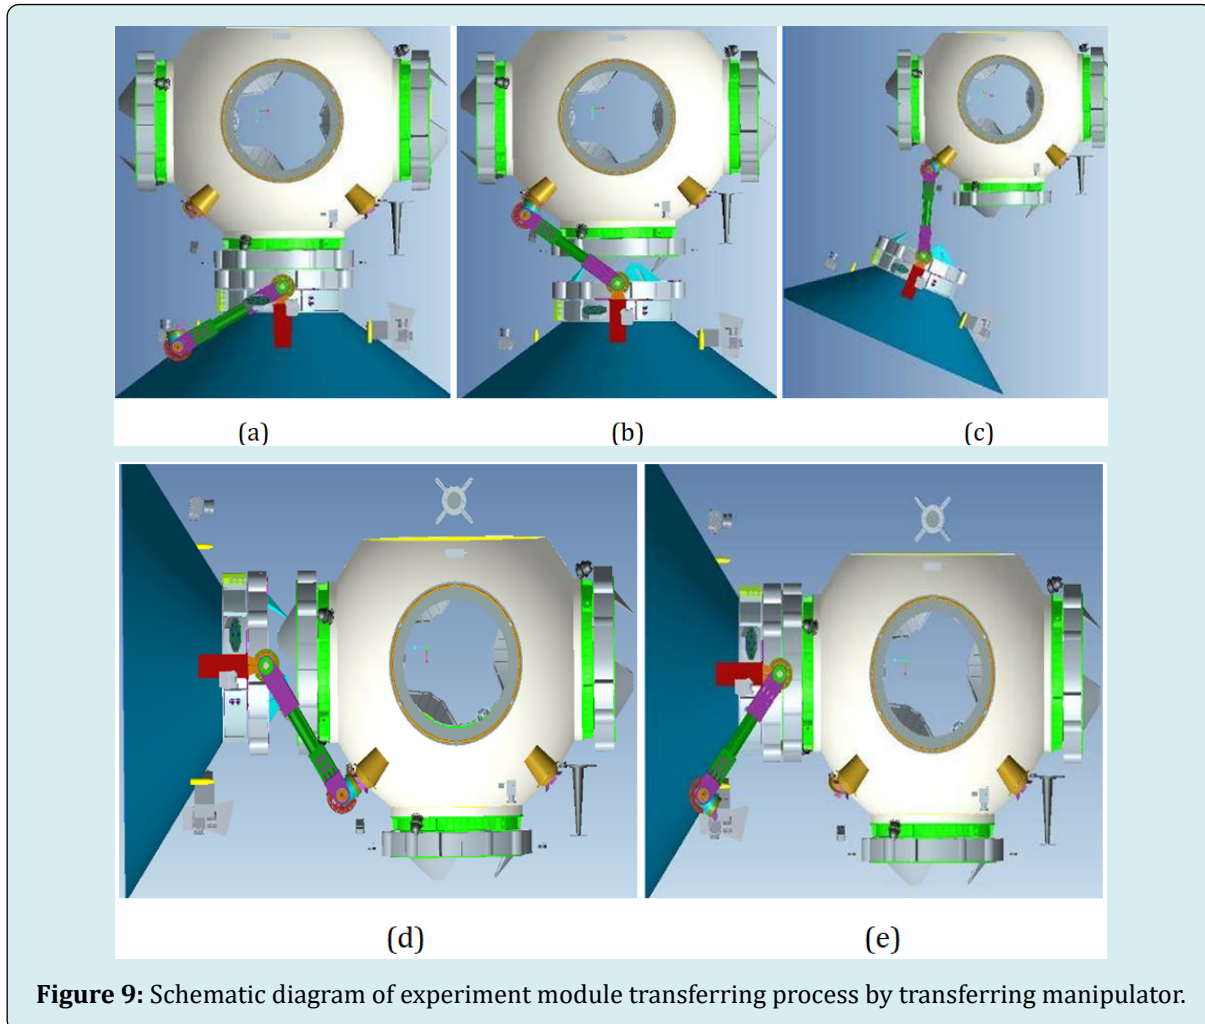 (a) (b) (c)
(d) (e)
Figure 9: Schematic diagram of experiment module transferring process by transferring manipulator.